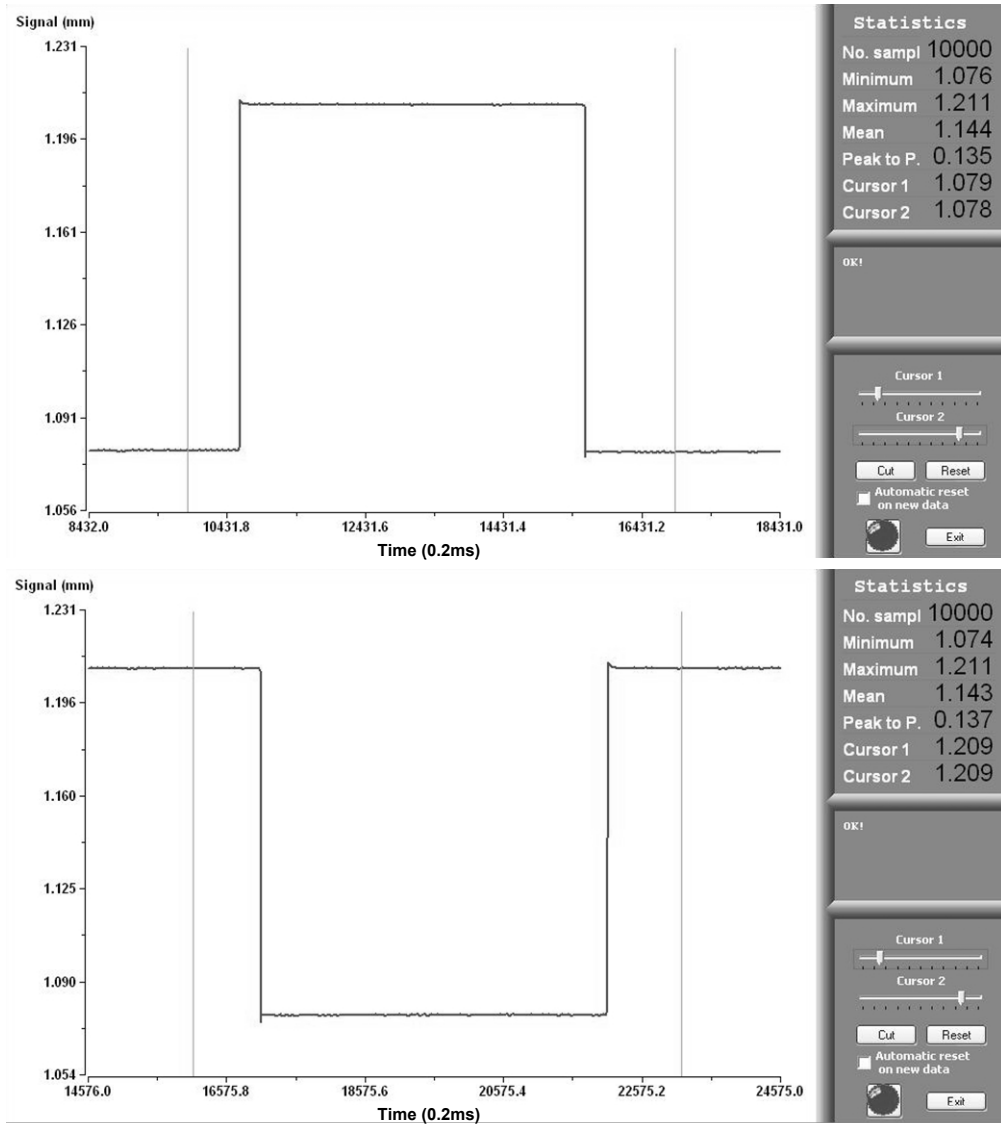 Signal (mm)
1.231
1.196
1.161
1.126
1.091
1.056
8432.0 10431.8 12431.6 14431.4 16431.2 18431.0
Time (0.2ms)
Statistics
No. sampl 10000
Minimum 1.076
Maximum 1.211
Mean 1.144
Peak to P. 0.135
Cursor 1 1.079
Cursor 2 1.078
OK!
Cursor 1
Cursor 2
Cut Reset
Automatic reset
on new data
Exit
Signal (mm)
1.231
1.196
1.160
1.125
1.090
1.054
14576.0 16575.8 18575.6 20575.4 22575.2 24575.0
Time (0.2ms)
Statistics
No. sampl 10000
Minimum 1.074
Maximum 1.211
Mean 1.143
Peak to P. 0.137
Cursor 1 1.209
Cursor 2 1.209
OK!
Cursor 1
Cursor 2
Cut Reset
Automatic reset
on new data
Exit